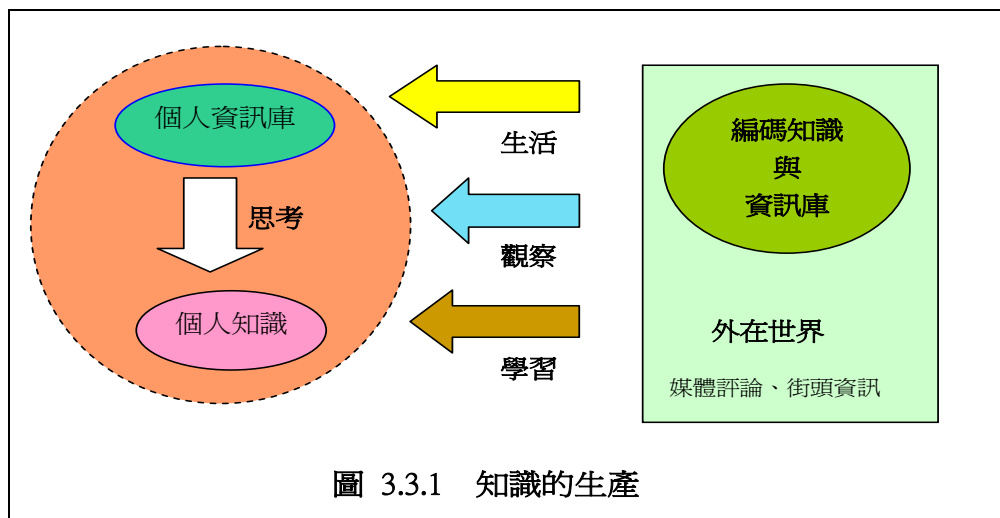 個人資訊庫
思考
個人知識
生活
觀察
學習
編碼知識
與
資訊庫
外在世界
媒體評論、街頭資訊
圖 3.3.1 知識的生產